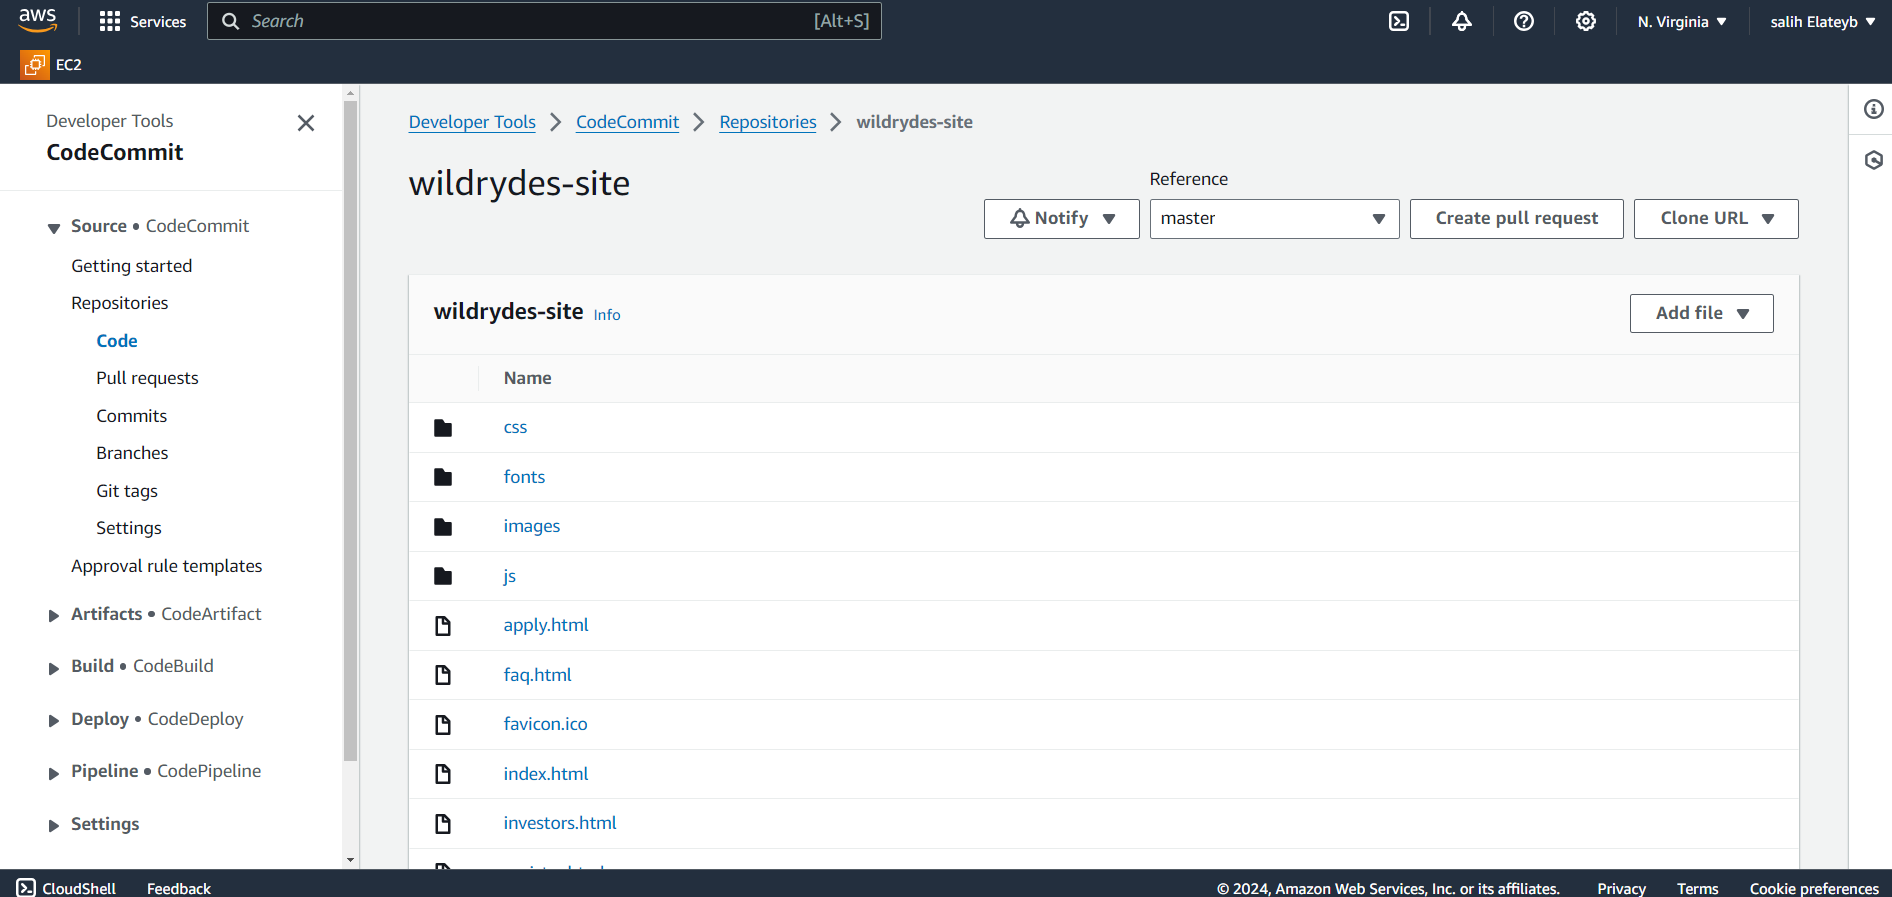 aws
Services
Search
[Alt+S]
N. Virginia
salih Elateyb
EC2
Developer Tools
CodeCommit
Source • CodeCommit
Getting started
Repositories
Code
Pull requests
Commits
Branches
Git tags
Settings
Approval rule templates
Artifacts • CodeArtifact
Build • CodeBuild
Deploy • CodeDeploy
Pipeline • CodePipeline
Settings
Developer Tools
CodeCommit
Repositories
wildrydes-site
wildrydes-site
Reference
Notify
master
Create pull request
Clone URL
wildrydes-site Info
Add file
Name
css
fonts
images
js
apply.html
faq.html
favicon.ico
index.html
investors.html
CloudShell
Feedback
© 2024, Amazon Web Services, Inc. or its affiliates.
Privacy
Terms
Cookie preferences